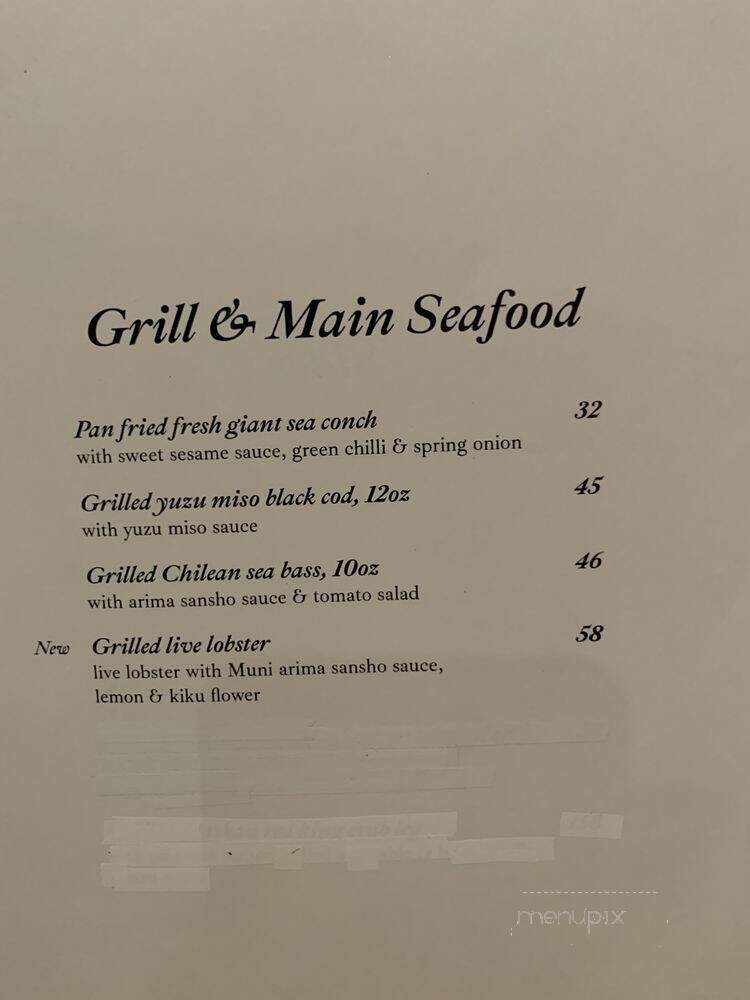 Grill & Main Seafood
Pan fried fresh giant sea conch 32
with sweet sesame sauce, green chilli & spring onion
Grilled yuzu miso black cod, 12oz 45
with yuzu miso sauce
Grilled Chilean sea bass, 10oz 46
with arima sansho sauce & tomato salad
New Grilled live lobster 58
live lobster with Muni arima sansho sauce,
lemon & kiku flower
menupix